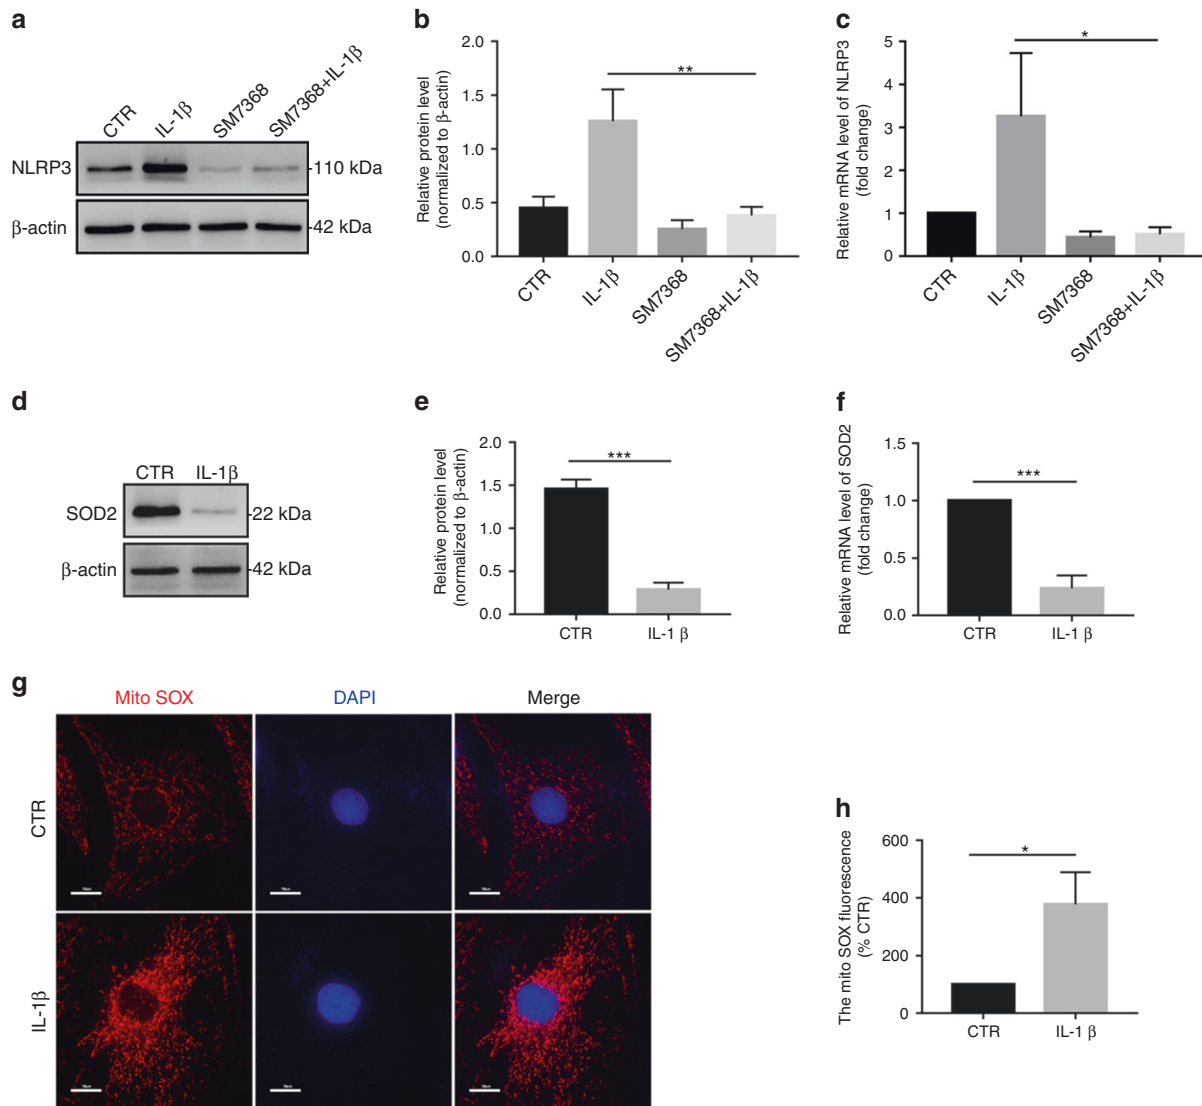 a
CTR
IL-1β
SM7368
SM7368+IL-1β
NLRP3
-110 kDa
β-actin
-42 kDa
b
Relative protein level
(normalized to β-actin)
2.0
1.5
1.0
0.5
0.0
**
CTR
IL-1β
SM7368
SM7368+IL-1β
c
Relative mRNA level of NLRP3
(fold change)
5
4
3
2
1
0
*
CTR
IL-1β
SM7368
SM7368+IL-1β
d
CTR IL-1β
SOD2
-22 kDa
β-actin
-42 kDa
e
Relative protein level
(normalized to β-actin)
2.0
1.5
1.0
0.5
0.0
***
CTR IL-1 β
f
Relative mRNA level of SOD2
(fold change)
1.5
1.0
0.5
0.0
***
CTR IL-1 β
g
Mito SOX DAPI Merge
CTR
IL-1β
h
The mito SOX fluorescence
(% CTR)
600
400
200
0
*
CTR IL-1 β